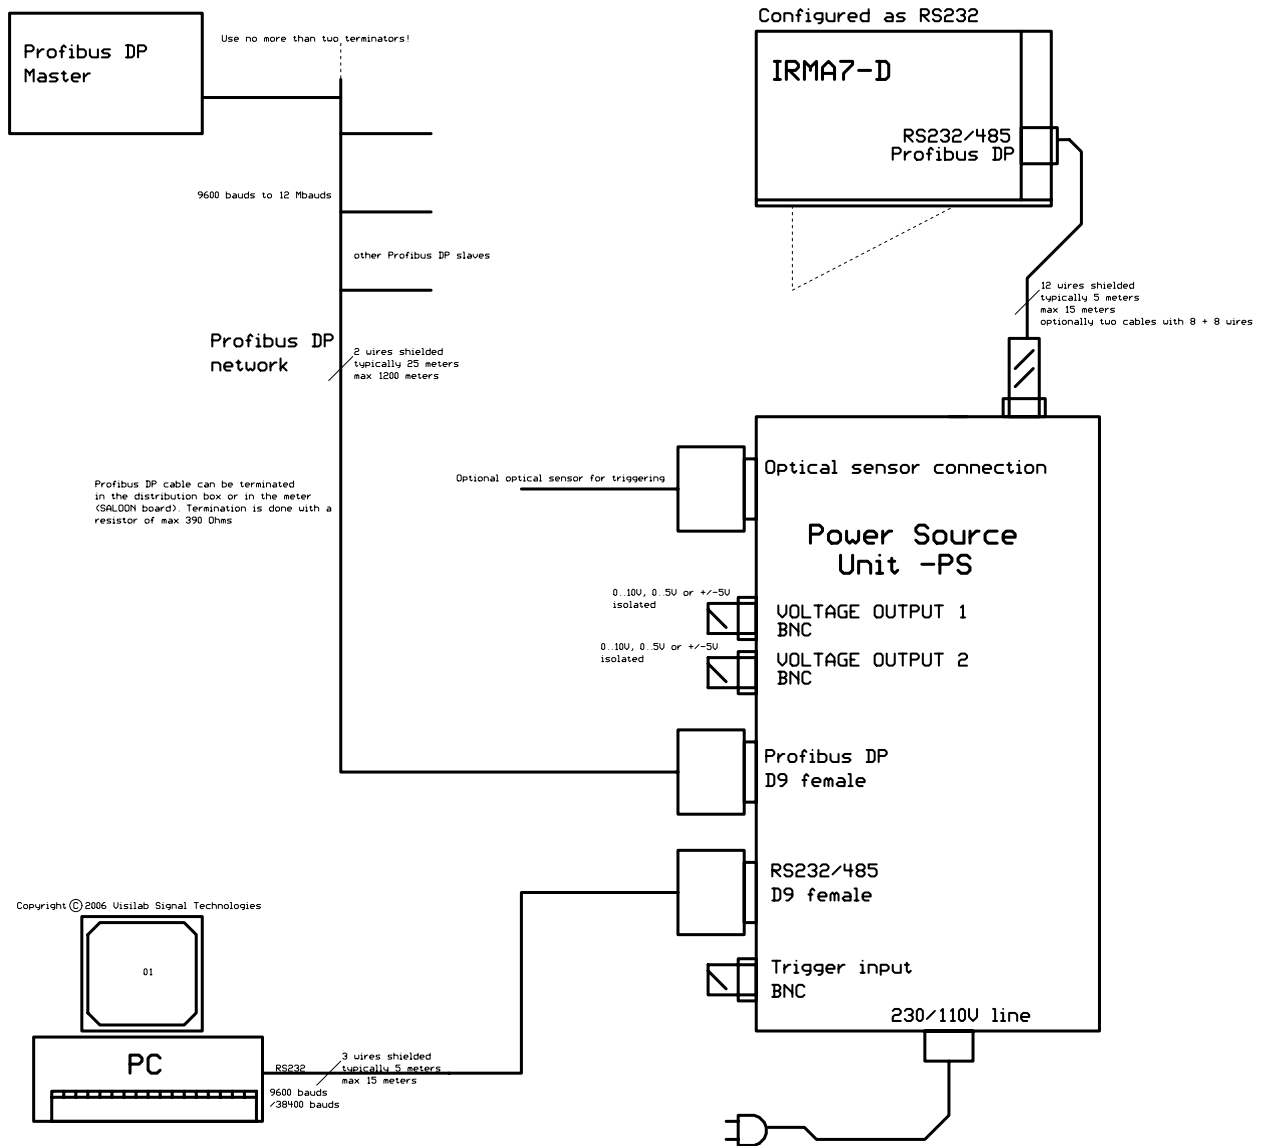 Configured as RS232
Profibus DP
Master
Use no more than two terminators!
IRMA7-D
RS232/485
Profibus DP
9600 bauds to 12 Mbauds
other Profibus DP slaves
12 wires shielded
typically 5 meters
max 15 meters
optionally two cables with 8 + 8 wires
Profibus DP
network
2 wires shielded
typically 25 meters
max 1200 meters
Optional optical sensor for triggering
Optical sensor connection
Profibus DP cable can be terminated
in the distribution box or in the meter
(SALOON board). Termination is done with a
resistor of max 390 Ohms
Power Source
Unit -PS
0..10V, 0..5V or +/-5V
isolated
VOLTAGE OUTPUT 1
BNC
0..10V, 0..5V or +/-5V
isolated
VOLTAGE OUTPUT 2
BNC
Profibus DP
D9 female
RS232/485
D9 female
Copyright © 2006 Visilab Signal Technologies
01
Trigger input
BNC
230/110V line
PC
RS232
3 wires shielded
typically 5 meters
max 15 meters
9600 bauds
/38400 bauds